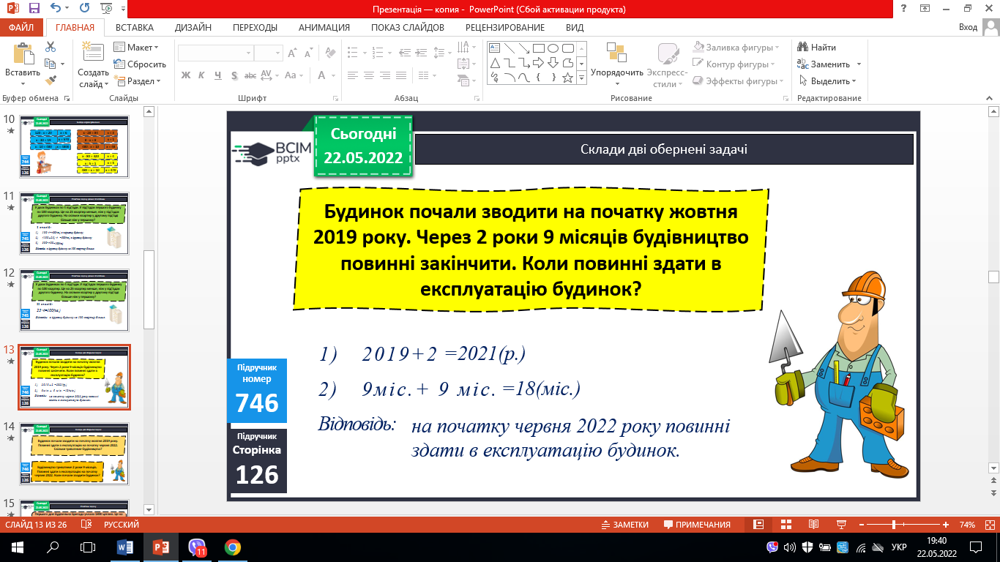 Презентація — копия - PowerPoint (Сбой активации продукта)
ФАЙЛ ГЛАВНАЯ ВСТАВКА ДИЗАЙН ПЕРЕХОДЫ АНИМАЦИЯ ПОКАЗ СЛАЙДОВ РЕЦЕНЗИРОВАНИЕ ВИД Вход
Вставить
Создать слайд
Макет
Сбросить
Раздел
Ж К Ч S abc AV Aa А
Упорядочить
Экспресс-стили
Заливка фигуры
Контур фигуры
Эффекты фигуры
Найти
Заменить
Выделить
Буфер обмена Слайды Шрифт Абзац Рисование Редактирование
10
11
12
13
14
15
Сьогодні
22.05.2022
BCIM
pptx
Склади дві обернені задачі
Будинок почали зводити на початку жовтня
2019 року. Через 2 роки 9 місяців будівництво
повинні закінчити. Коли повинні здати в
експлуатацію будинок?
1) 2019+2 =2021(р.)
2) 9міс.+ 9 міс. =18(міс.)
Відповідь: на початку червня 2022 року повинні
здати в експлуатацію будинок.
Підручник
номер
746
Підручник
Сторінка
126
СЛАЙД 13 ИЗ 26 РУССКИЙ ЗАМЕТКИ ПРИМЕЧАНИЯ 74%
11 УКР 19:40
22.05.2022